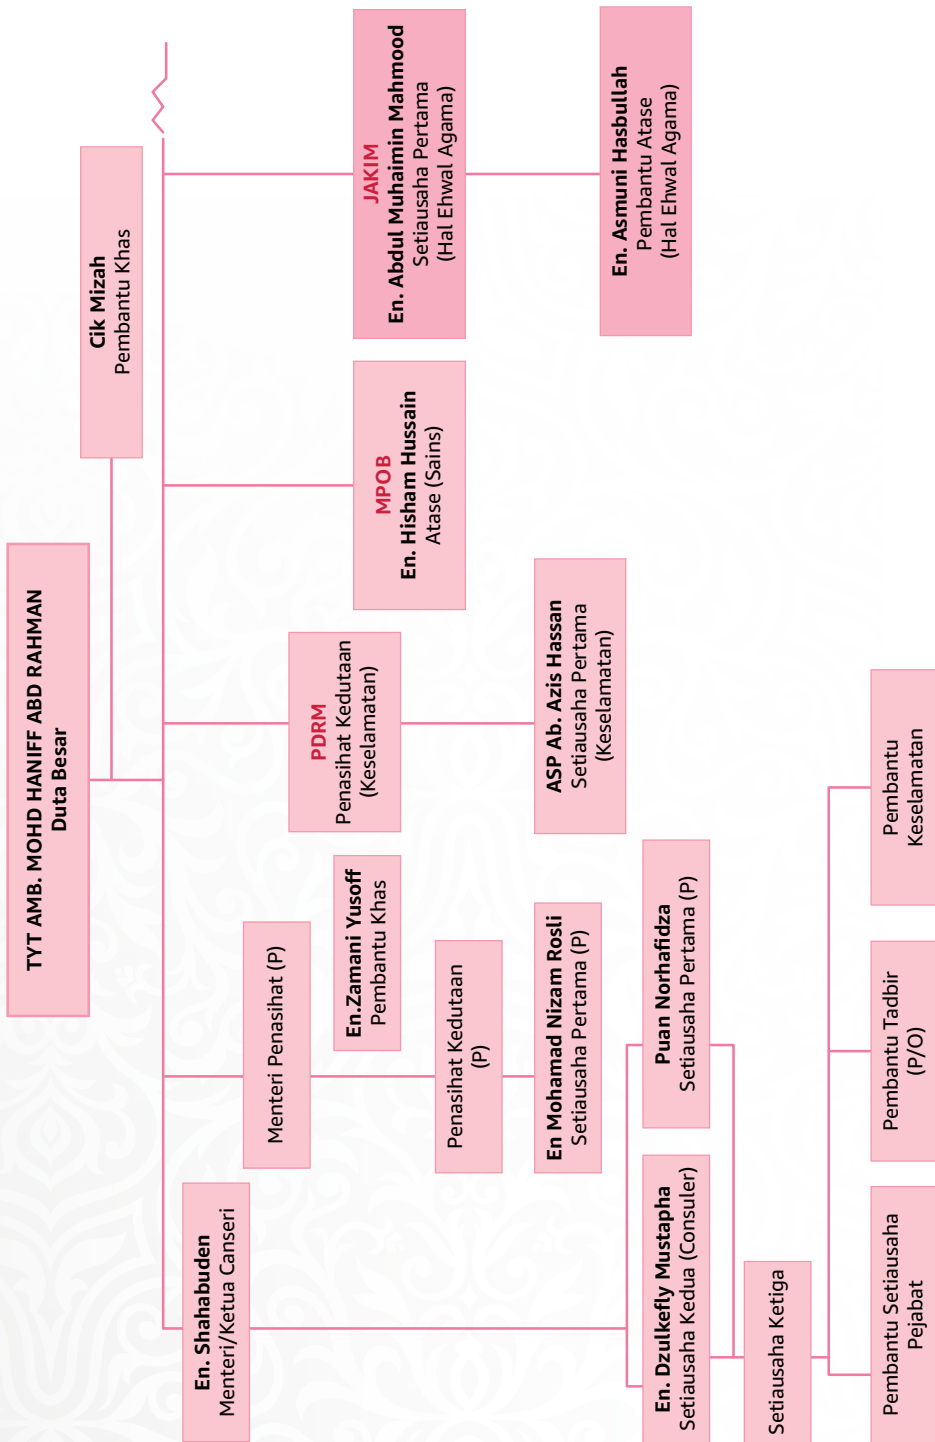 TYT AMB. MOHD HANIFF ABD RAHMAN
Duta Besar
Cik Mizah
Pembantu Khas
En. Shahabuden
Menteri/Ketua Canseri
Menteri Penasihat (P)
En.Zamani Yusoff
Pembantu Khas
PDRM
Penasihat Kedutaan
(Keselamatan)
MPOB
En. Hisham Hussain
Atase (Sains)
JAKIM
En. Abdul Muhaimin Mahmood
Setiausaha Pertama
(Hal Ehwal Agama)
Penasihat Kedutaan
(P)
En Mohamad Nizam Rosli
Setiausaha Pertama (P)
ASP Ab. Azis Hassan
Setiausaha Pertama
(Keselamatan)
En. Asmuni Hasbullah
Pembantu Atase
(Hal Ehwal Agama)
En. Dzulkefly Mustapha
Setiausaha Kedua (Consuler)
Puan Norhafidza
Setiausaha Pertama (P)
Setiausaha Ketiga
Pembantu Setiausaha
Pejabat
Pembantu Tadbir
(P/O)
Pembantu
Keselamatan